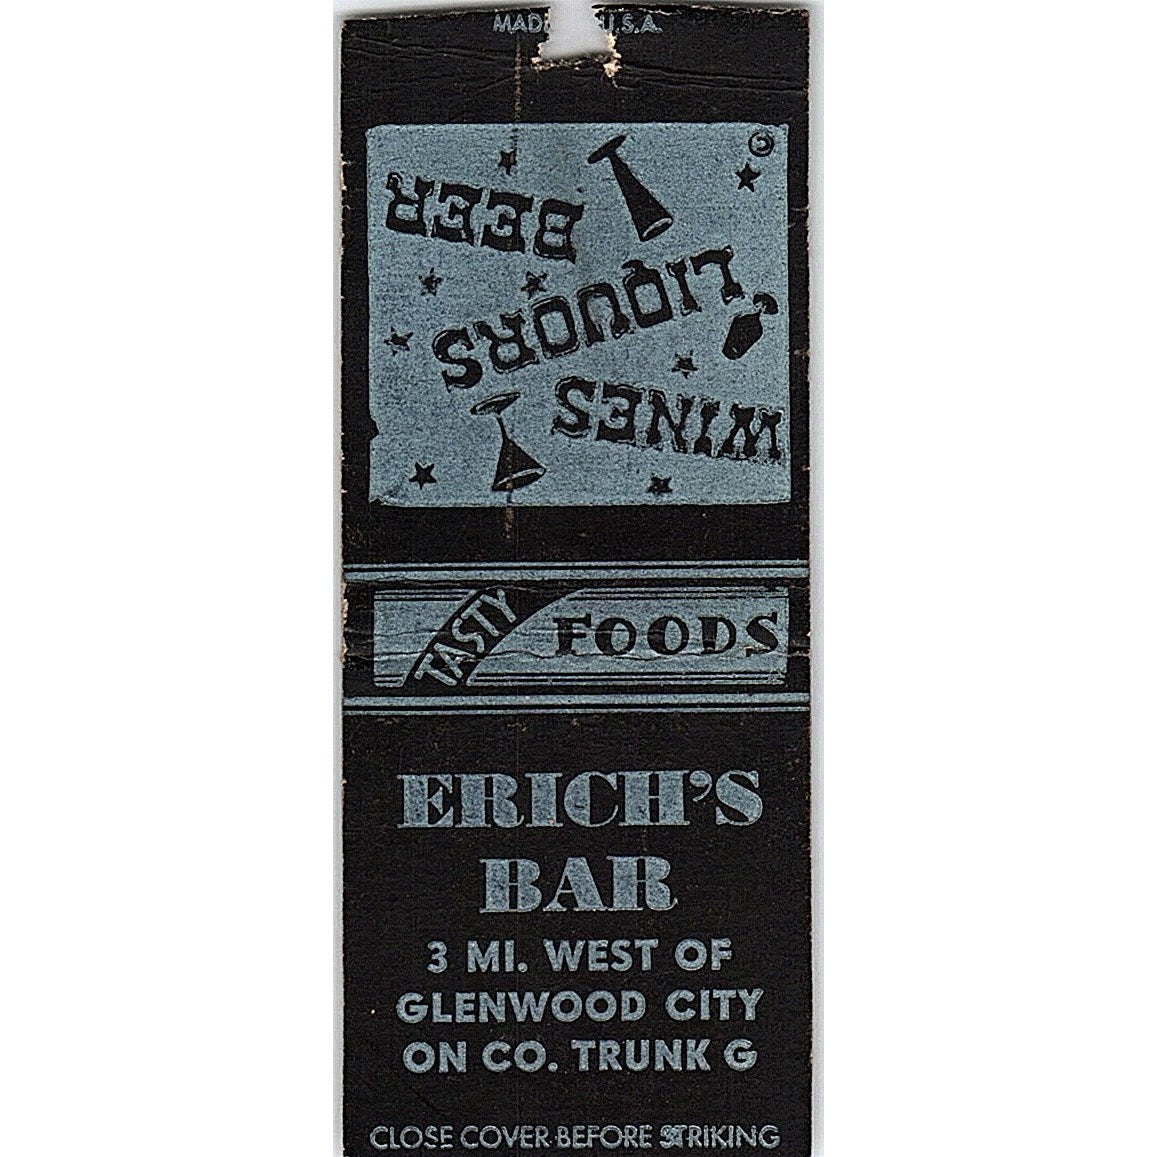 MADE U.S.A.
©
WINES
LIQUORS
BEER
TASTY FOODS
ERICH'S
BAR
3 MI. WEST OF
GLENWOOD CITY
ON CO. TRUNK G
CLOSE COVER BEFORE STRIKING